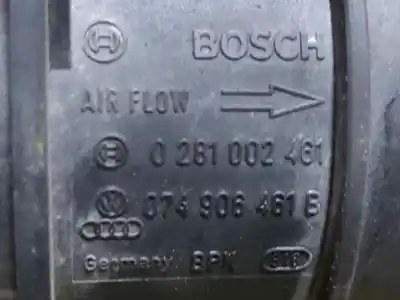 BOSCH
AIR FLOW
0 281 002 461
074 906 461 B
Germany BPK